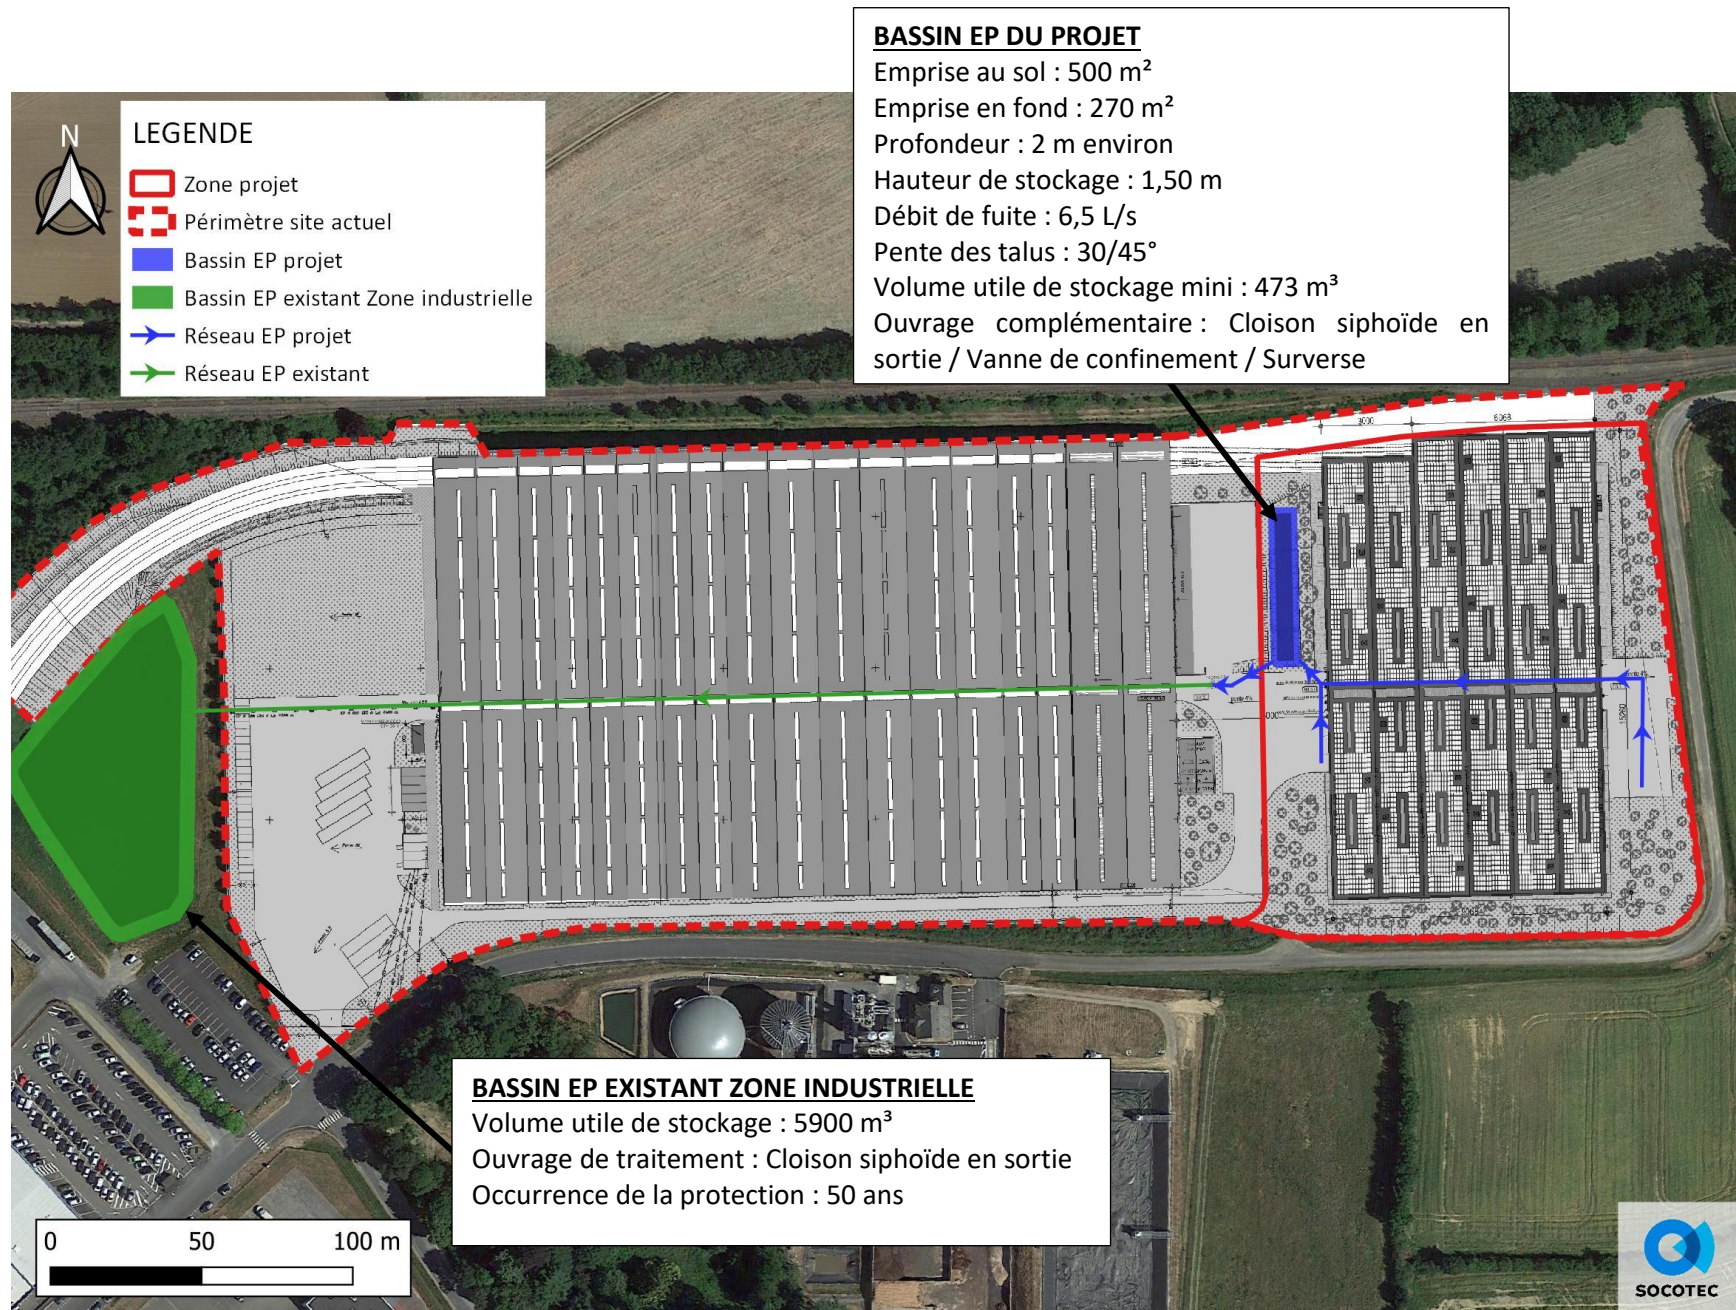 BASSIN EP DU PROJET
Emprise au sol : 500 m²
Emprise en fond : 270 m²
Profondeur : 2 m environ
Hauteur de stockage : 1,50 m
Débit de fuite : 6,5 L/s
Pente des talus : 30/45°
Volume utile de stockage mini : 473 m³
Ouvrage complémentaire : Cloison siphoïde en
sortie / Vanne de confinement / Surverse
N
LEGENDE
Zone projet
Périmètre site actuel
Bassin EP projet
Bassin EP existant Zone industrielle
Réseau EP projet
Réseau EP existant
3000
6068
BASSIN EP EXISTANT ZONE INDUSTRIELLE
Volume utile de stockage : 5900 m³
Ouvrage de traitement : Cloison siphoïde en sortie
Occurrence de la protection : 50 ans
0 50 100 m
SOCOTEC